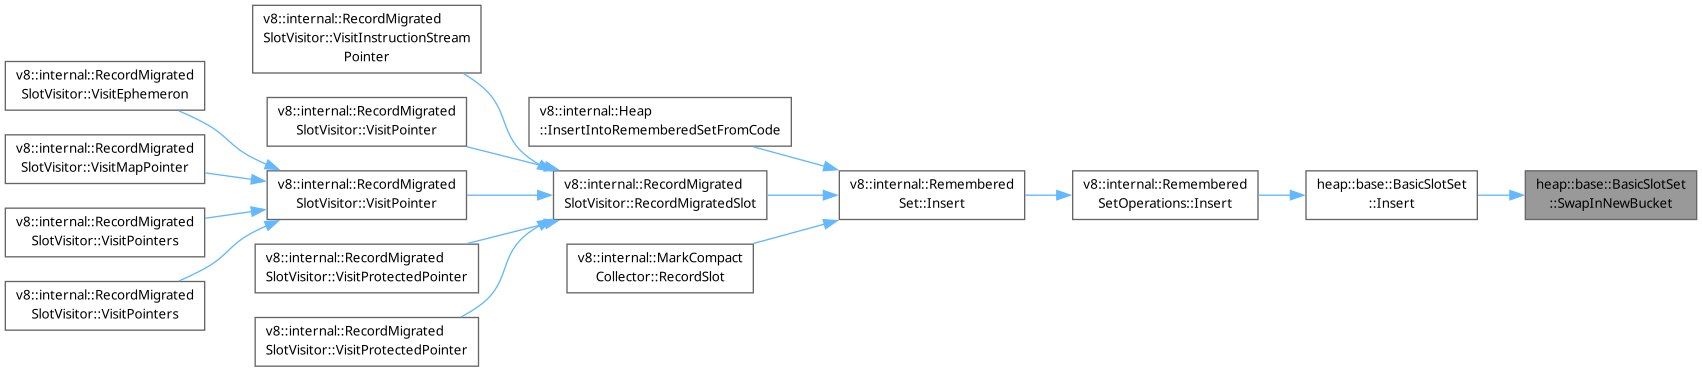 v8::internal::RecordMigrated
SlotVisitor::VisitEphemeron
v8::internal::RecordMigrated
SlotVisitor::VisitMapPointer
v8::internal::RecordMigrated
SlotVisitor::VisitPointers
v8::internal::RecordMigrated
SlotVisitor::VisitPointers
v8::internal::RecordMigrated
SlotVisitor::VisitInstructionStream
Pointer
v8::internal::RecordMigrated
SlotVisitor::VisitPointer
v8::internal::RecordMigrated
SlotVisitor::VisitPointer
v8::internal::RecordMigrated
SlotVisitor::VisitProtectedPointer
v8::internal::RecordMigrated
SlotVisitor::VisitProtectedPointer
v8::internal::Heap
::InsertIntoRememberedSetFromCode
v8::internal::RecordMigrated
SlotVisitor::RecordMigratedSlot
v8::internal::MarkCompact
Collector::RecordSlot
v8::internal::Remembered
Set::Insert
v8::internal::Remembered
SetOperations::Insert
heap::base::BasicSlotSet
::Insert
heap::base::BasicSlotSet
::SwapInNewBucket